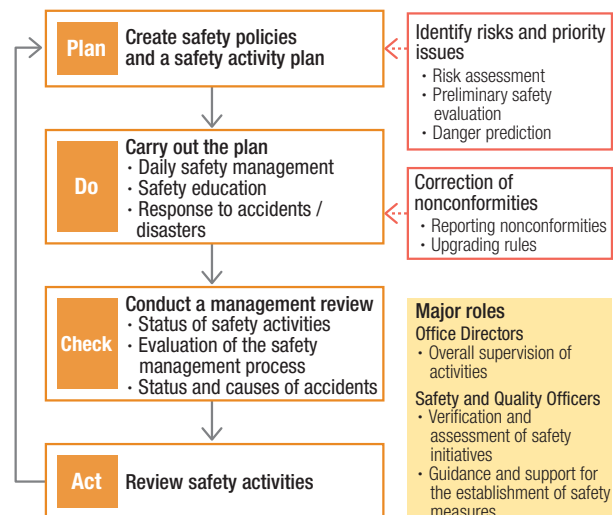 Plan
Create safety policies
and a safety activity plan
Identify risks and priority
issues
・Risk assessment
・Preliminary safety
evaluation
・Danger prediction
Do
Carry out the plan
・Daily safety management
・Safety education
・Response to accidents /
disasters
Correction of
nonconformities
・Reporting nonconformities
・Upgrading rules
Check
Conduct a management review
・Status of safety activities
・Evaluation of the safety
management process
・Status and causes of accidents
Major roles
Office Directors
・Overall supervision of
activities
Safety and Quality Officers
・Verification and
assessment of safety
initiatives
・Guidance and support for
the establishment of safety
measures
Act
Review safety activities